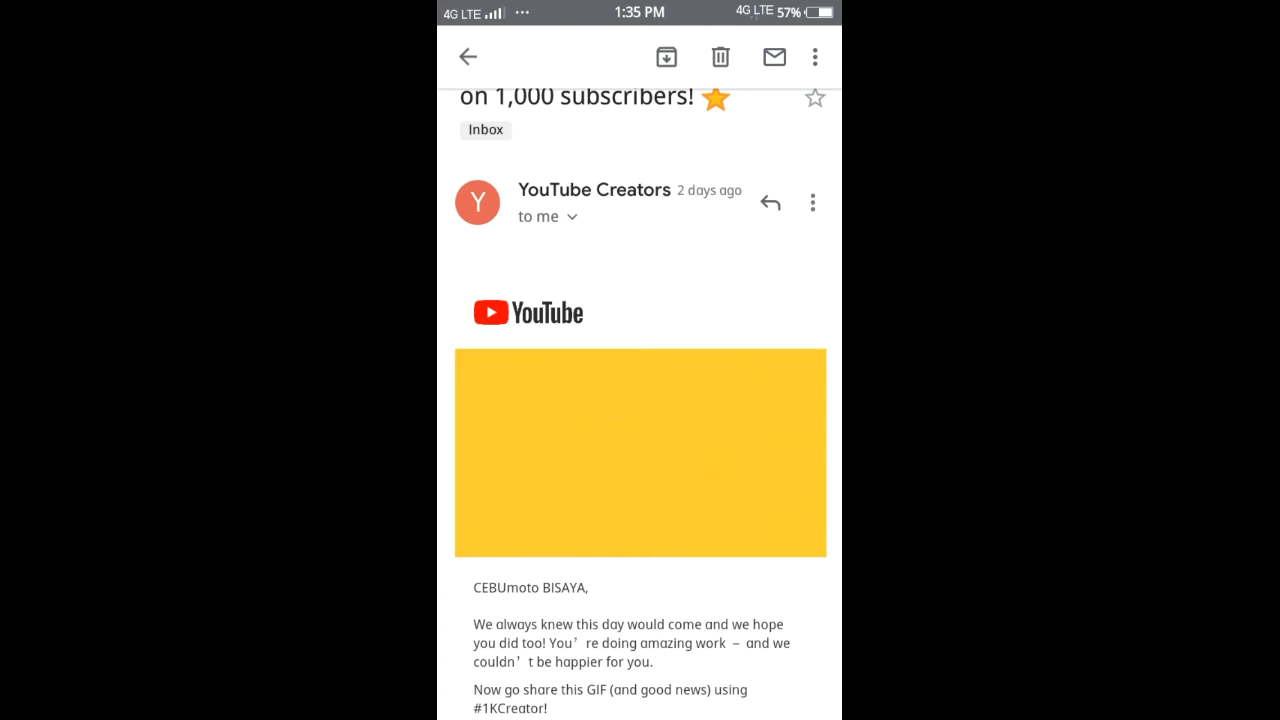 4G LTE 1:35 PM 4G LTE 57%
on 1,000 subscribers! ⭐
Inbox
Y
YouTube Creators 2 days ago
to me
YouTube
CEBUmoto BISAYA,
We always knew this day would come and we hope
you did too! You’re doing amazing work – and we
couldn’t be happier for you.
Now go share this GIF (and good news) using
#1KCreator!